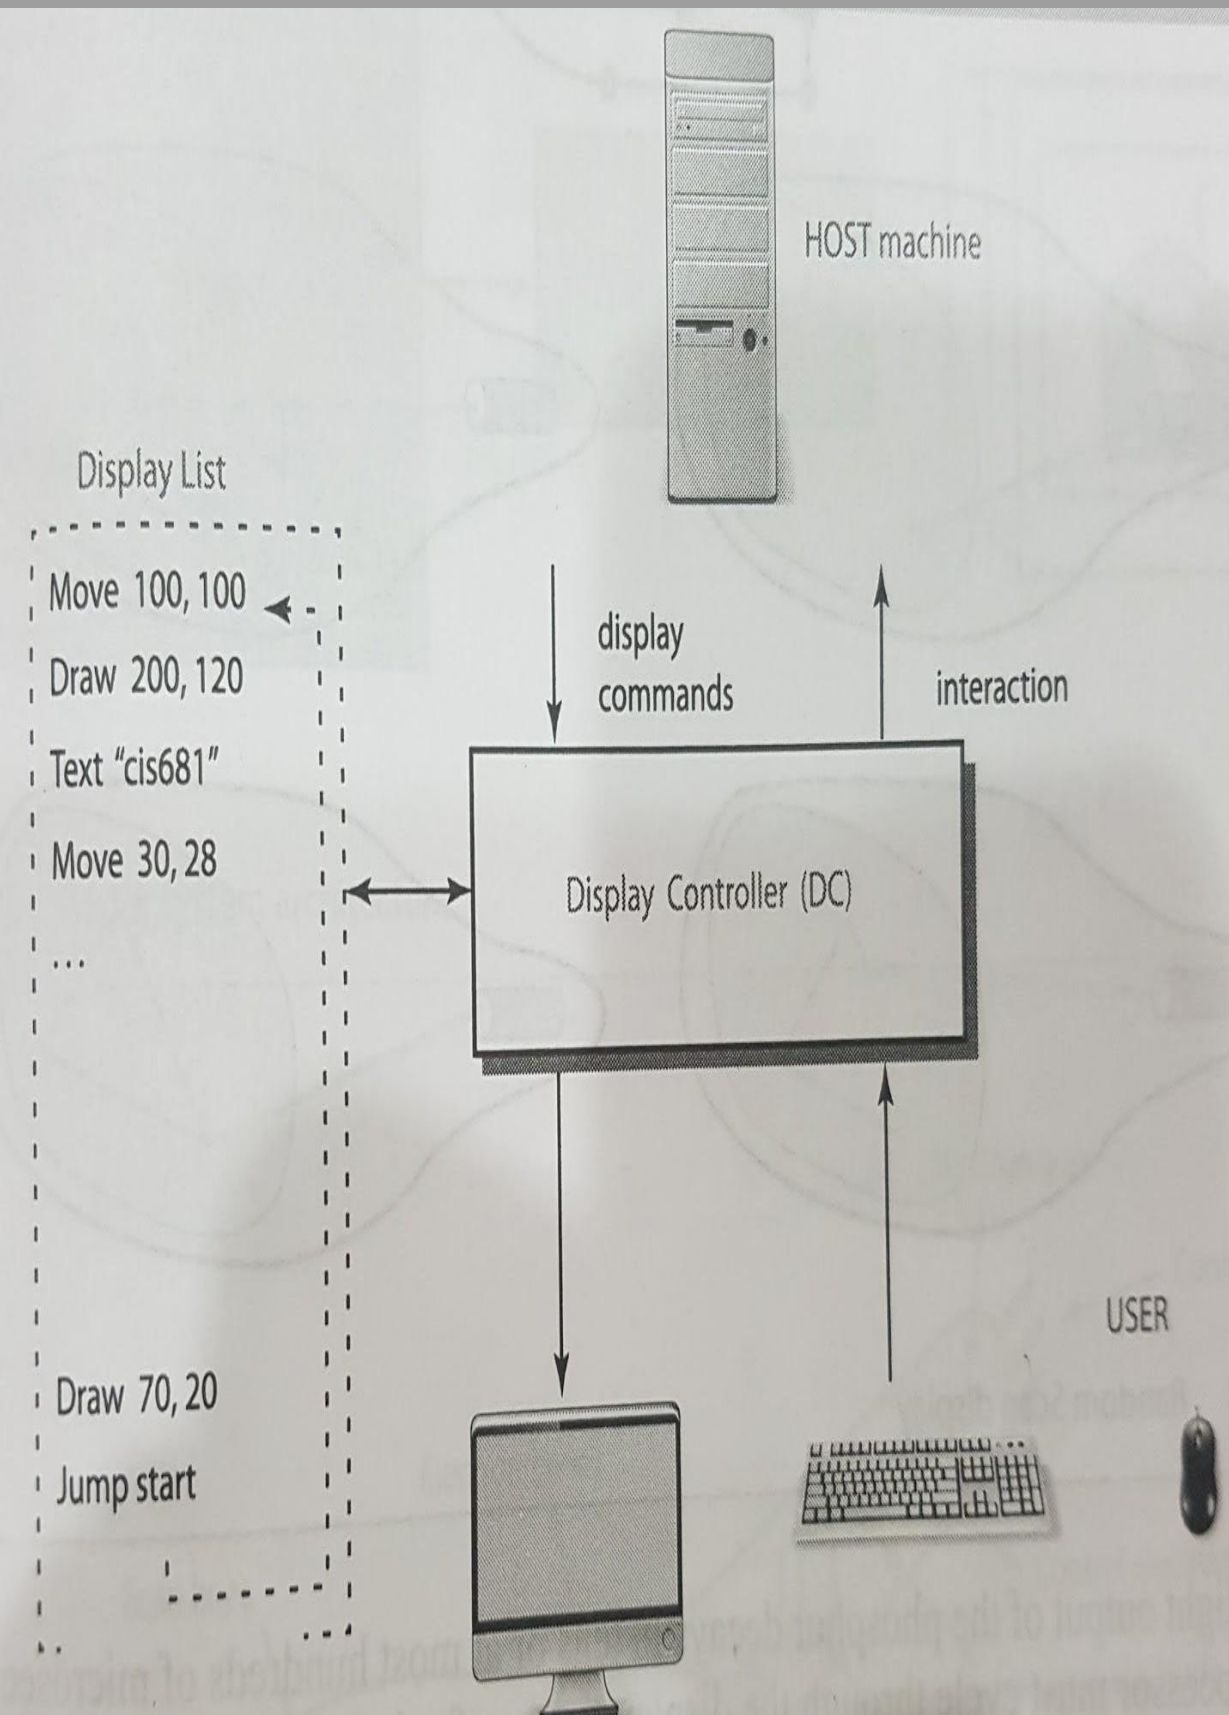 HOST machine
Display List
Move 100, 100
Draw 200, 120
Text “cis681”
Move 30, 28
...
Draw 70, 20
Jump start
display
commands
interaction
Display Controller (DC)
USER